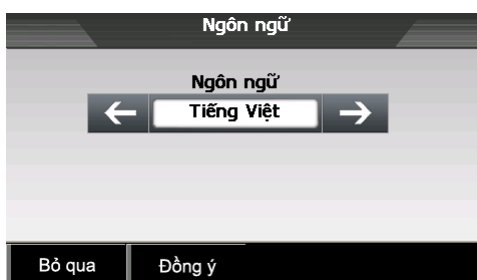 Ngôn ngữ
Ngôn ngữ
Tiếng Việt
Bỏ qua
Đồng ý